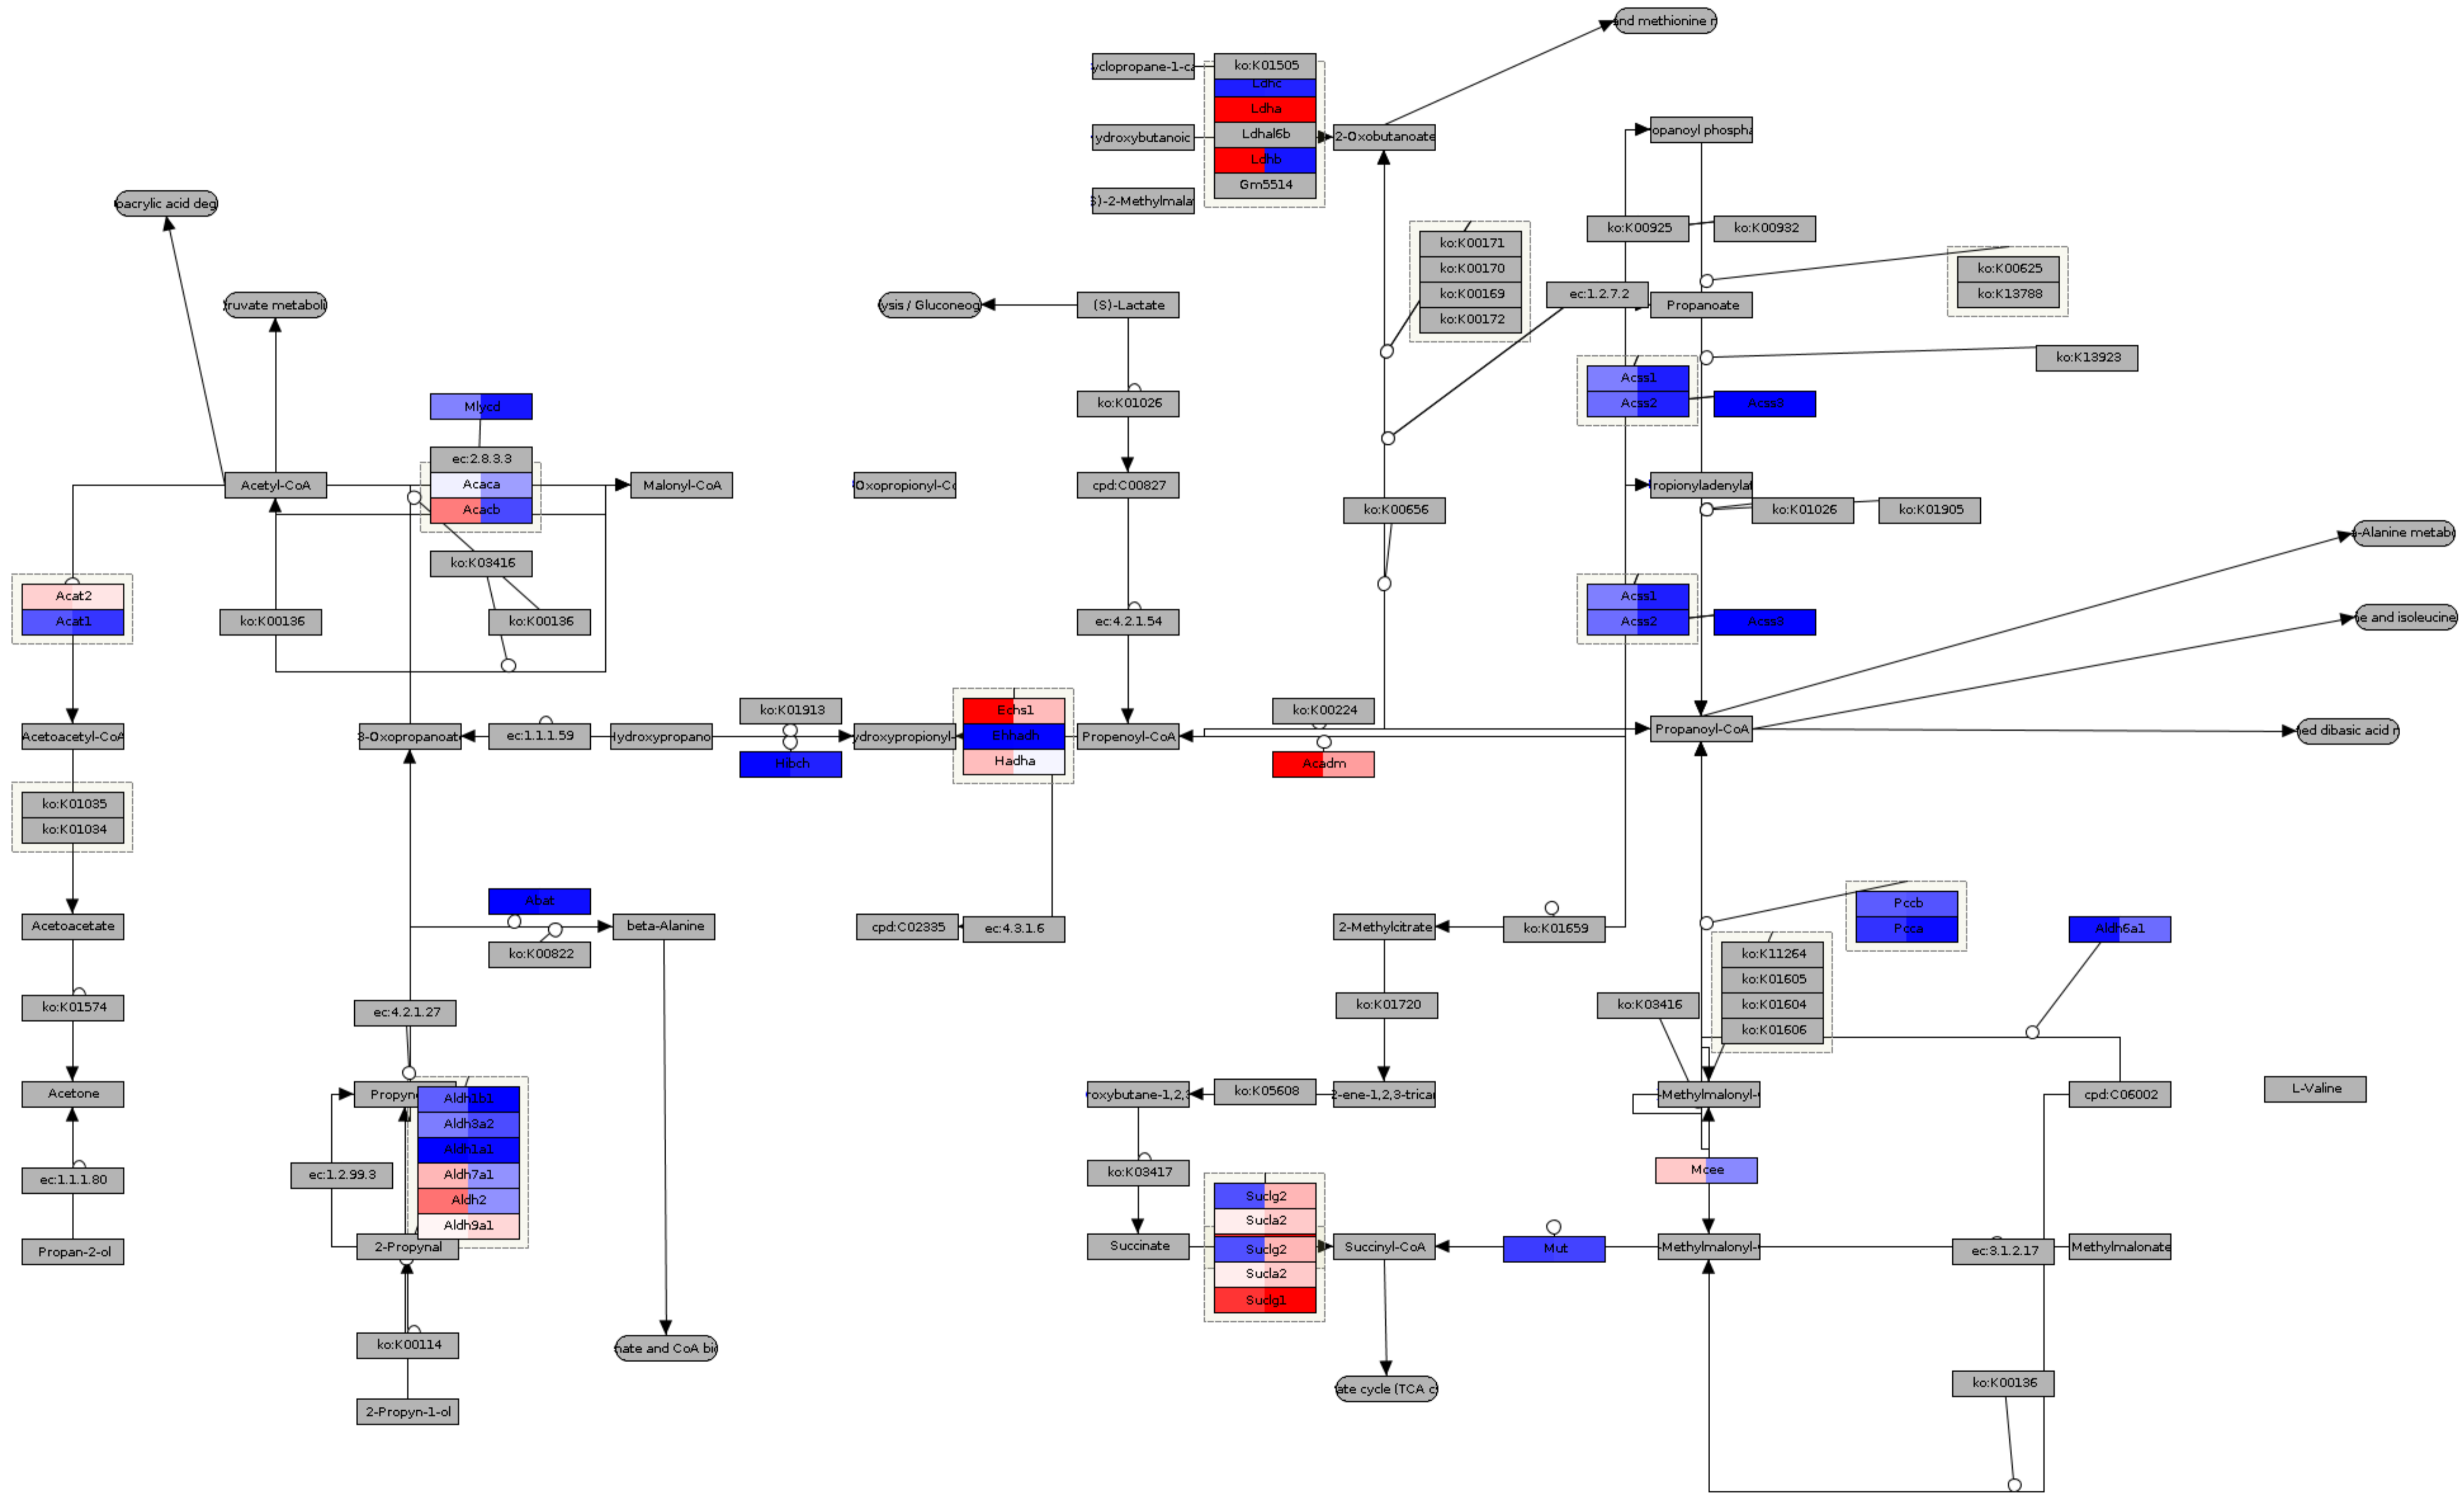 and methionine r
yclopropane-1-ca
ko:K01505
Ldhc
Ldha
ydroxybutanoic
Ldhal6b
2-Oxobutanoate
opanoyl phospha
Ldhb
Gm5514
S)-2-Methylmala
oacrylic acid deg
ko:K00925
ko:K00932
ko:K00171
ko:K00170
ko:K00169
ko:K00172
ko:K00625
ko:K13788
ruvate metaboli
ysis / Gluconeog
(S)-Lactate
ec:1.2.7.2
Propanoate
ko:K13923
Acss1
Acss2
Acss3
Mlycd
ko:K01026
ec:2.8.3.3
Acaca
Acacb
Acetyl-CoA
Malonyl-CoA
Oxopropionyl-Co
cpd:C00827
ropionyladenylat
ko:K00656
ko:K01026
ko:K01905
a-Alanine metabo
ko:K03416
Acat2
Acat1
ko:K00136
ko:K00136
ec:4.2.1.54
Acss1
Acss2
Acss3
ne and isoleucine
ko:K01913
Echs1
Ehhadh
Hadha
ko:K00224
Acetoacetyl-CoA
3-Oxopropanoate
ec:1.1.1.59
Hydroxypropano
ydroxypropionyl-
Propenoyl-CoA
Propanoyl-CoA
ned dibasic acid r
Hibch
Acadm
ko:K01035
ko:K01034
Abat
Pccb
Pcca
Acetoacetate
beta-Alanine
cpd:C02335
ec:4.3.1.6
2-Methylcitrate
ko:K01659
Aldh6a1
ko:K00822
ko:K11264
ko:K01605
ko:K01604
ko:K01606
ko:K01574
ec:4.2.1.27
ko:K01720
ko:K03416
Acetone
Propyn
Aldh1b1
Aldh3a2
Aldh1a1
Aldh7a1
Aldh2
Aldh9a1
roxybutane-1,2,3
ko:K05608
2-ene-1,2,3-trica
-Methylmalonyl-
cpd:C06002
L-Valine
ec:1.1.1.80
ec:1.2.99.3
ko:K03417
Mcee
Suclg2
Sucla2
Suclg2
Sucla2
Suclg1
Propan-2-ol
2-Propynal
Succinate
Succinyl-CoA
Mut
-Methylmalonyl-
ec:3.1.2.17
Methylmalonate
ko:K00114
nate and CoA bi
ate cycle (TCA c
ko:K00136
2-Propyn-1-ol